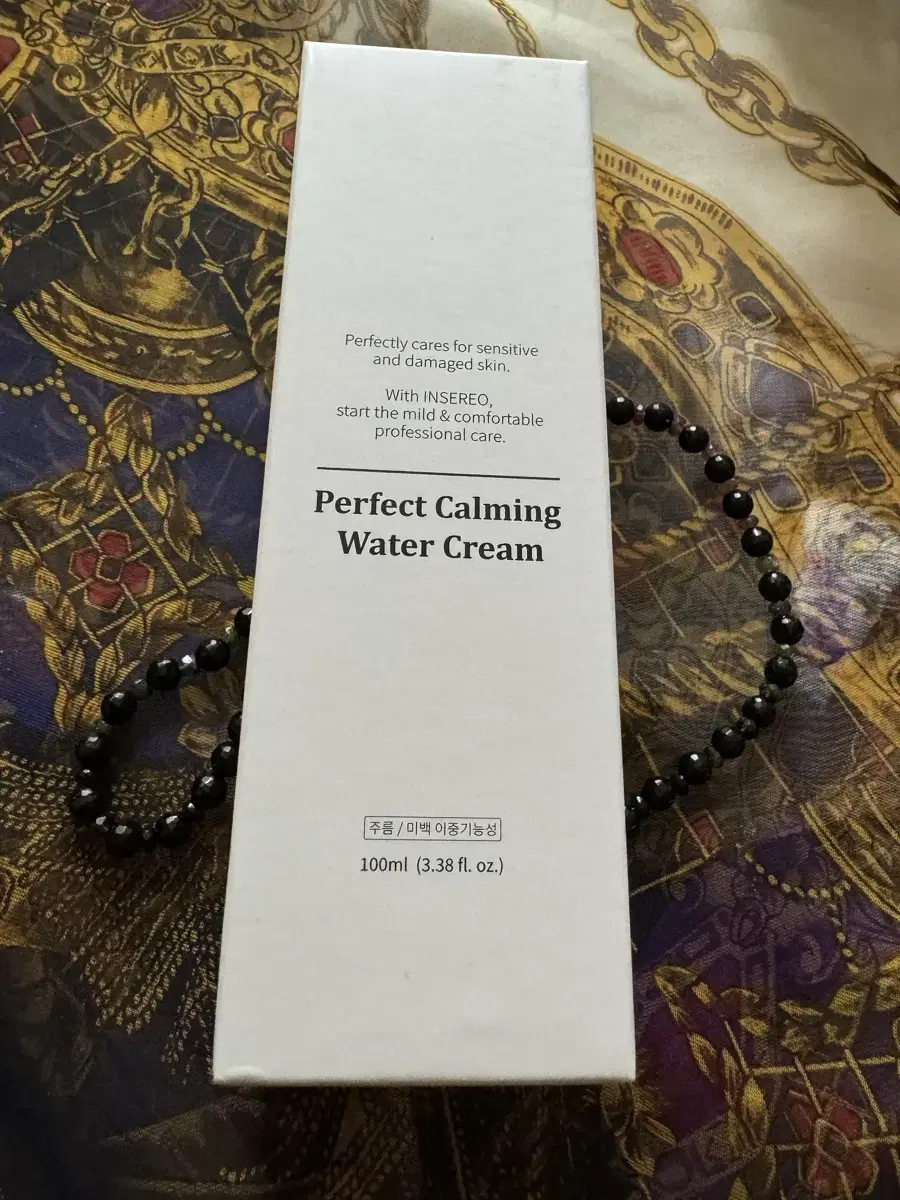 Perfectly cares for sensitive
and damaged skin.
With INSEREO,
start the mild & comfortable
professional care.
Perfect Calming
Water Cream
주름 / 미백 이중기능성
100ml (3.38 fl. oz.)